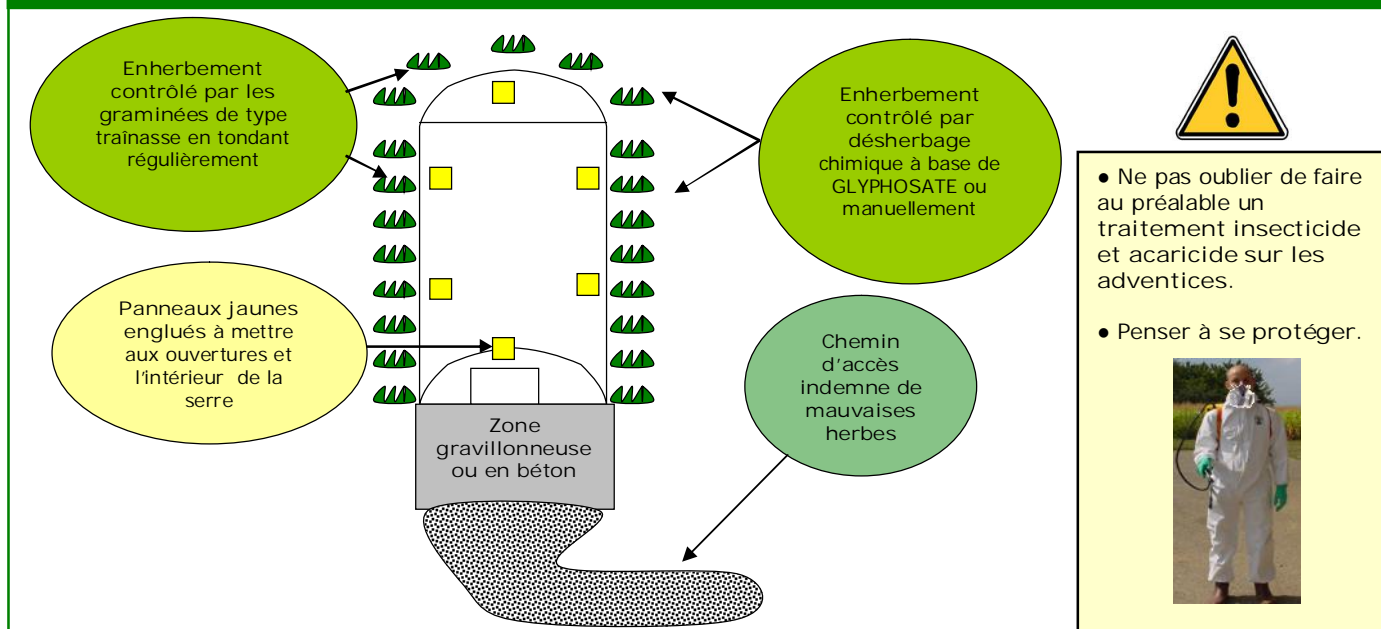 Enherbement
contrôlé par les
graminées de type
traînasse en tondant
régulièrement
Enherbement
contrôlé par
désherbage
chimique à base de
GLYPHOSATE ou
manuellement
Panneaux jaunes
englués à mettre
aux ouvertures et
l'intérieur de la
serre
Chemin
d'accès
indemne de
mauvaises
herbes
Zone
gravillonneuse
ou en béton
● Ne pas oublier de faire
au préalable un
traitement insecticide
et acaricide sur les
adventices.
● Penser à se protéger.